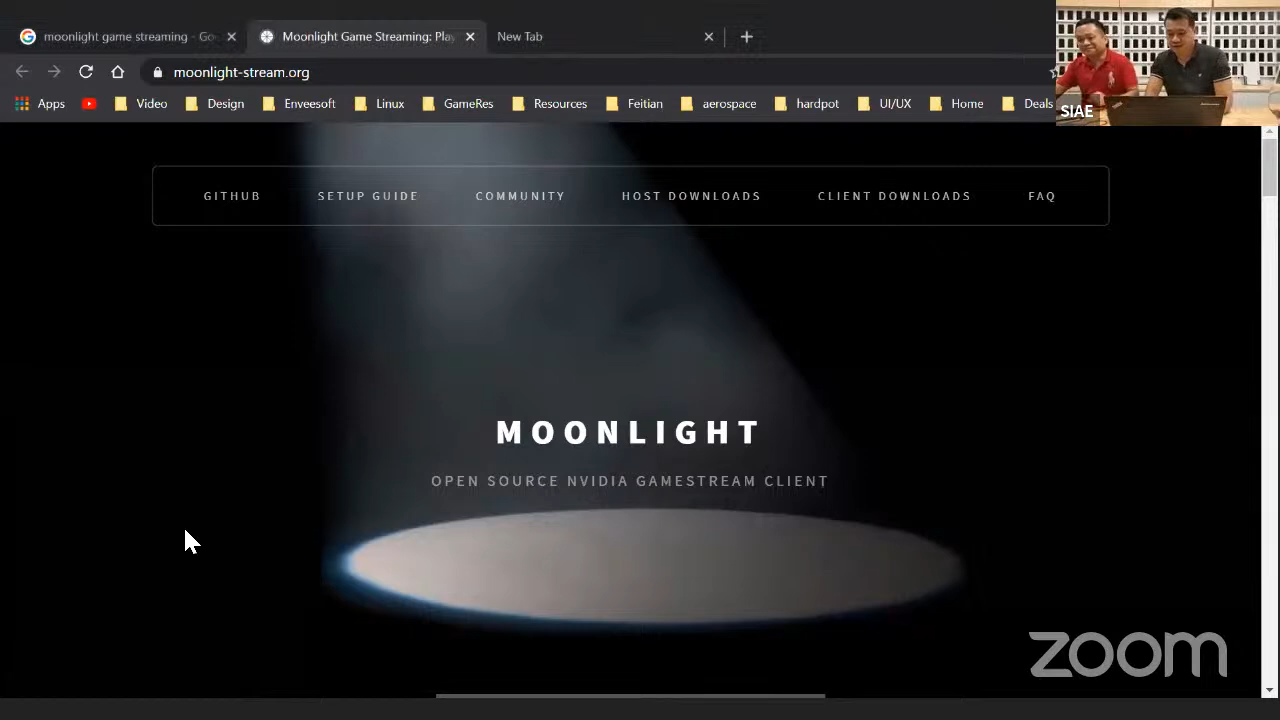 moonlight game streaming - Go
Moonlight Game Streaming: Play
New Tab
moonlight-stream.org
Apps
Video
Design
Enveesoft
Linux
GameRes
Resources
Feitian
aerospace
hardpot
UI/UX
Home
Deals
SIAE
GITHUB
SETUP GUIDE
COMMUNITY
HOST DOWNLOADS
CLIENT DOWNLOADS
FAQ
MOONLIGHT
OPEN SOURCE NVIDIA GAMESTREAM CLIENT
zoom